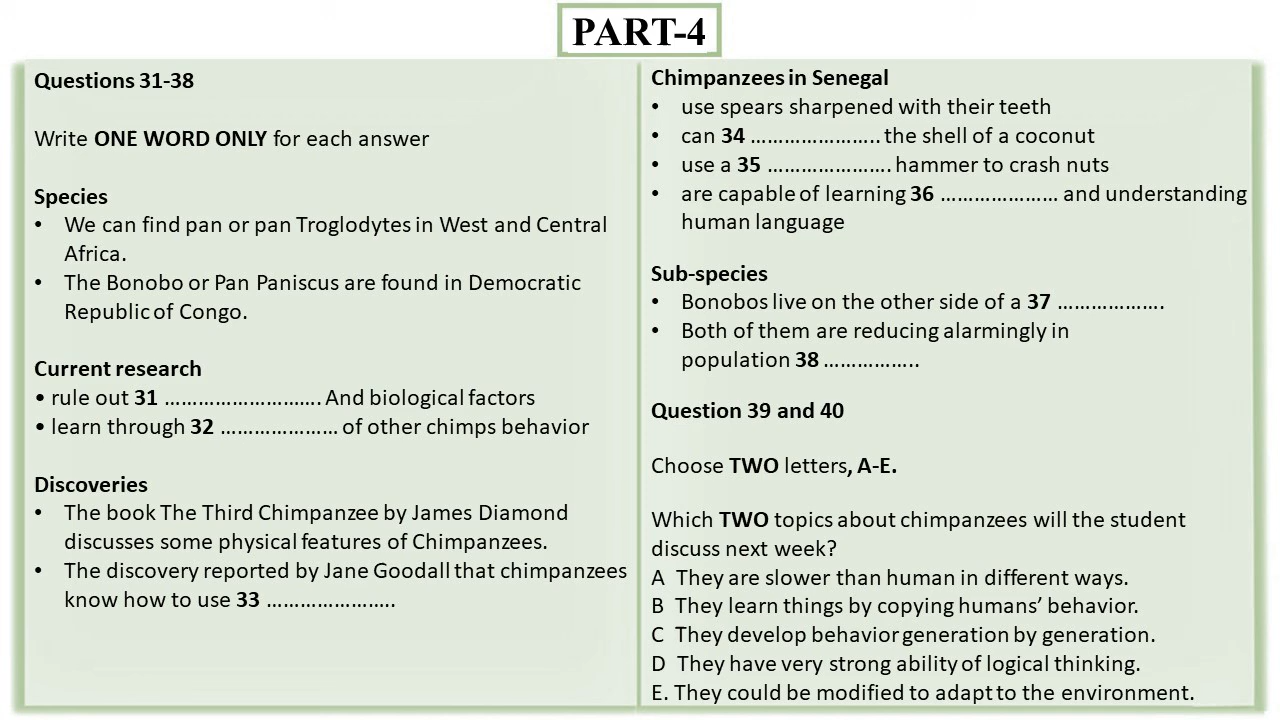 PART-4
Questions 31-38
Write ONE WORD ONLY for each answer
Species
• We can find pan or pan Troglodytes in West and Central
Africa.
• The Bonobo or Pan Paniscus are found in Democratic
Republic of Congo.
Current research
• rule out 31 ………………………. And biological factors
• learn through 32 ………………… of other chimps behavior
Discoveries
• The book The Third Chimpanzee by James Diamond
discusses some physical features of Chimpanzees.
• The discovery reported by Jane Goodall that chimpanzees
know how to use 33 …………………..
Chimpanzees in Senegal
• use spears sharpened with their teeth
• can 34 ………………….. the shell of a coconut
• use a 35 …………………. hammer to crash nuts
• are capable of learning 36 ………………… and understanding
human language
Sub-species
• Bonobos live on the other side of a 37 ……………….
• Both of them are reducing alarmingly in
population 38 ……………..
Question 39 and 40
Choose TWO letters, A-E.
Which TWO topics about chimpanzees will the student
discuss next week?
A They are slower than human in different ways.
B They learn things by copying humans’ behavior.
C They develop behavior generation by generation.
D They have very strong ability of logical thinking.
E. They could be modified to adapt to the environment.